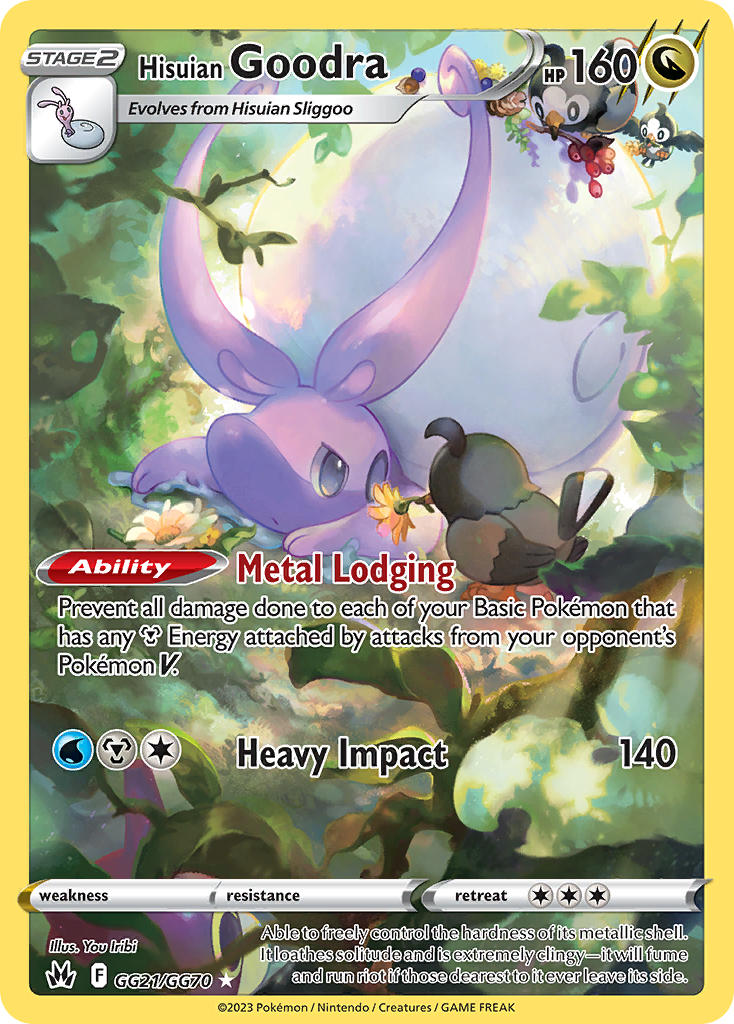 STAGE 2
Hisuian Goodra
HP 160
Evolves from Hisuian Sliggoo
Ability Metal Lodging
Prevent all damage done to each of your Basic Pokémon that
has any Energy attached by attacks from your opponent's
Pokémon V.
Heavy Impact 140
weakness resistance retreat
Illus. You Iribi
Able to freely control the hardness of its metallic shell.
It loathes solitude and is extremely clingy—it will fume
and run riot if those dearest to it ever leave its side.
F GG21/GG70
©2023 Pokémon / Nintendo / Creatures / GAME FREAK